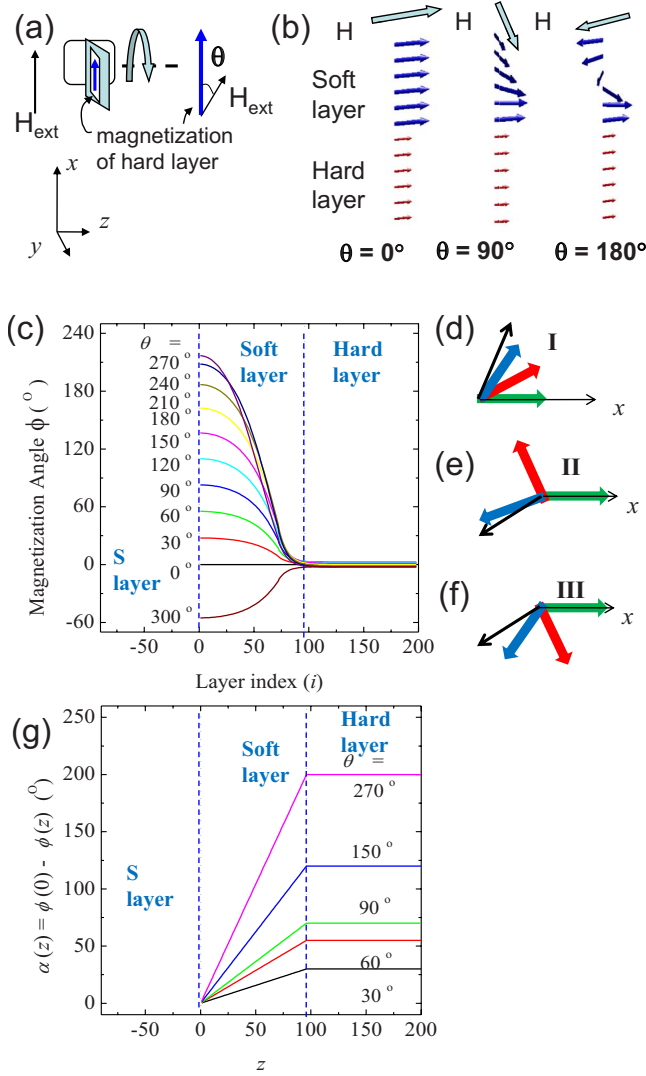 (a)
θ
H_ext
H_ext
magnetization
of hard layer
x
z
y
(b)
H
H
H
Soft
layer
Hard
layer
θ = 0°
θ = 90°
θ = 180°
(c)
Magnetization Angle ϕ (°)
240
180
120
60
0
-60
θ =
270 °
240 °
210 °
180 °
150 °
120 °
90 °
60 °
30 °
0 °
300 °
S
layer
Soft
layer
Hard
layer
-50 0 50 100 150 200
Layer index (i)
(d)
I
x
(e)
II
x
(f)
III
x
(g)
α(z) = ϕ(0) - ϕ(z) (°)
250
200
150
100
50
0
S
layer
Soft
layer
Hard
layer
θ =
270 °
150 °
90 °
60 °
30 °
-50 0 50 100 150 200
z